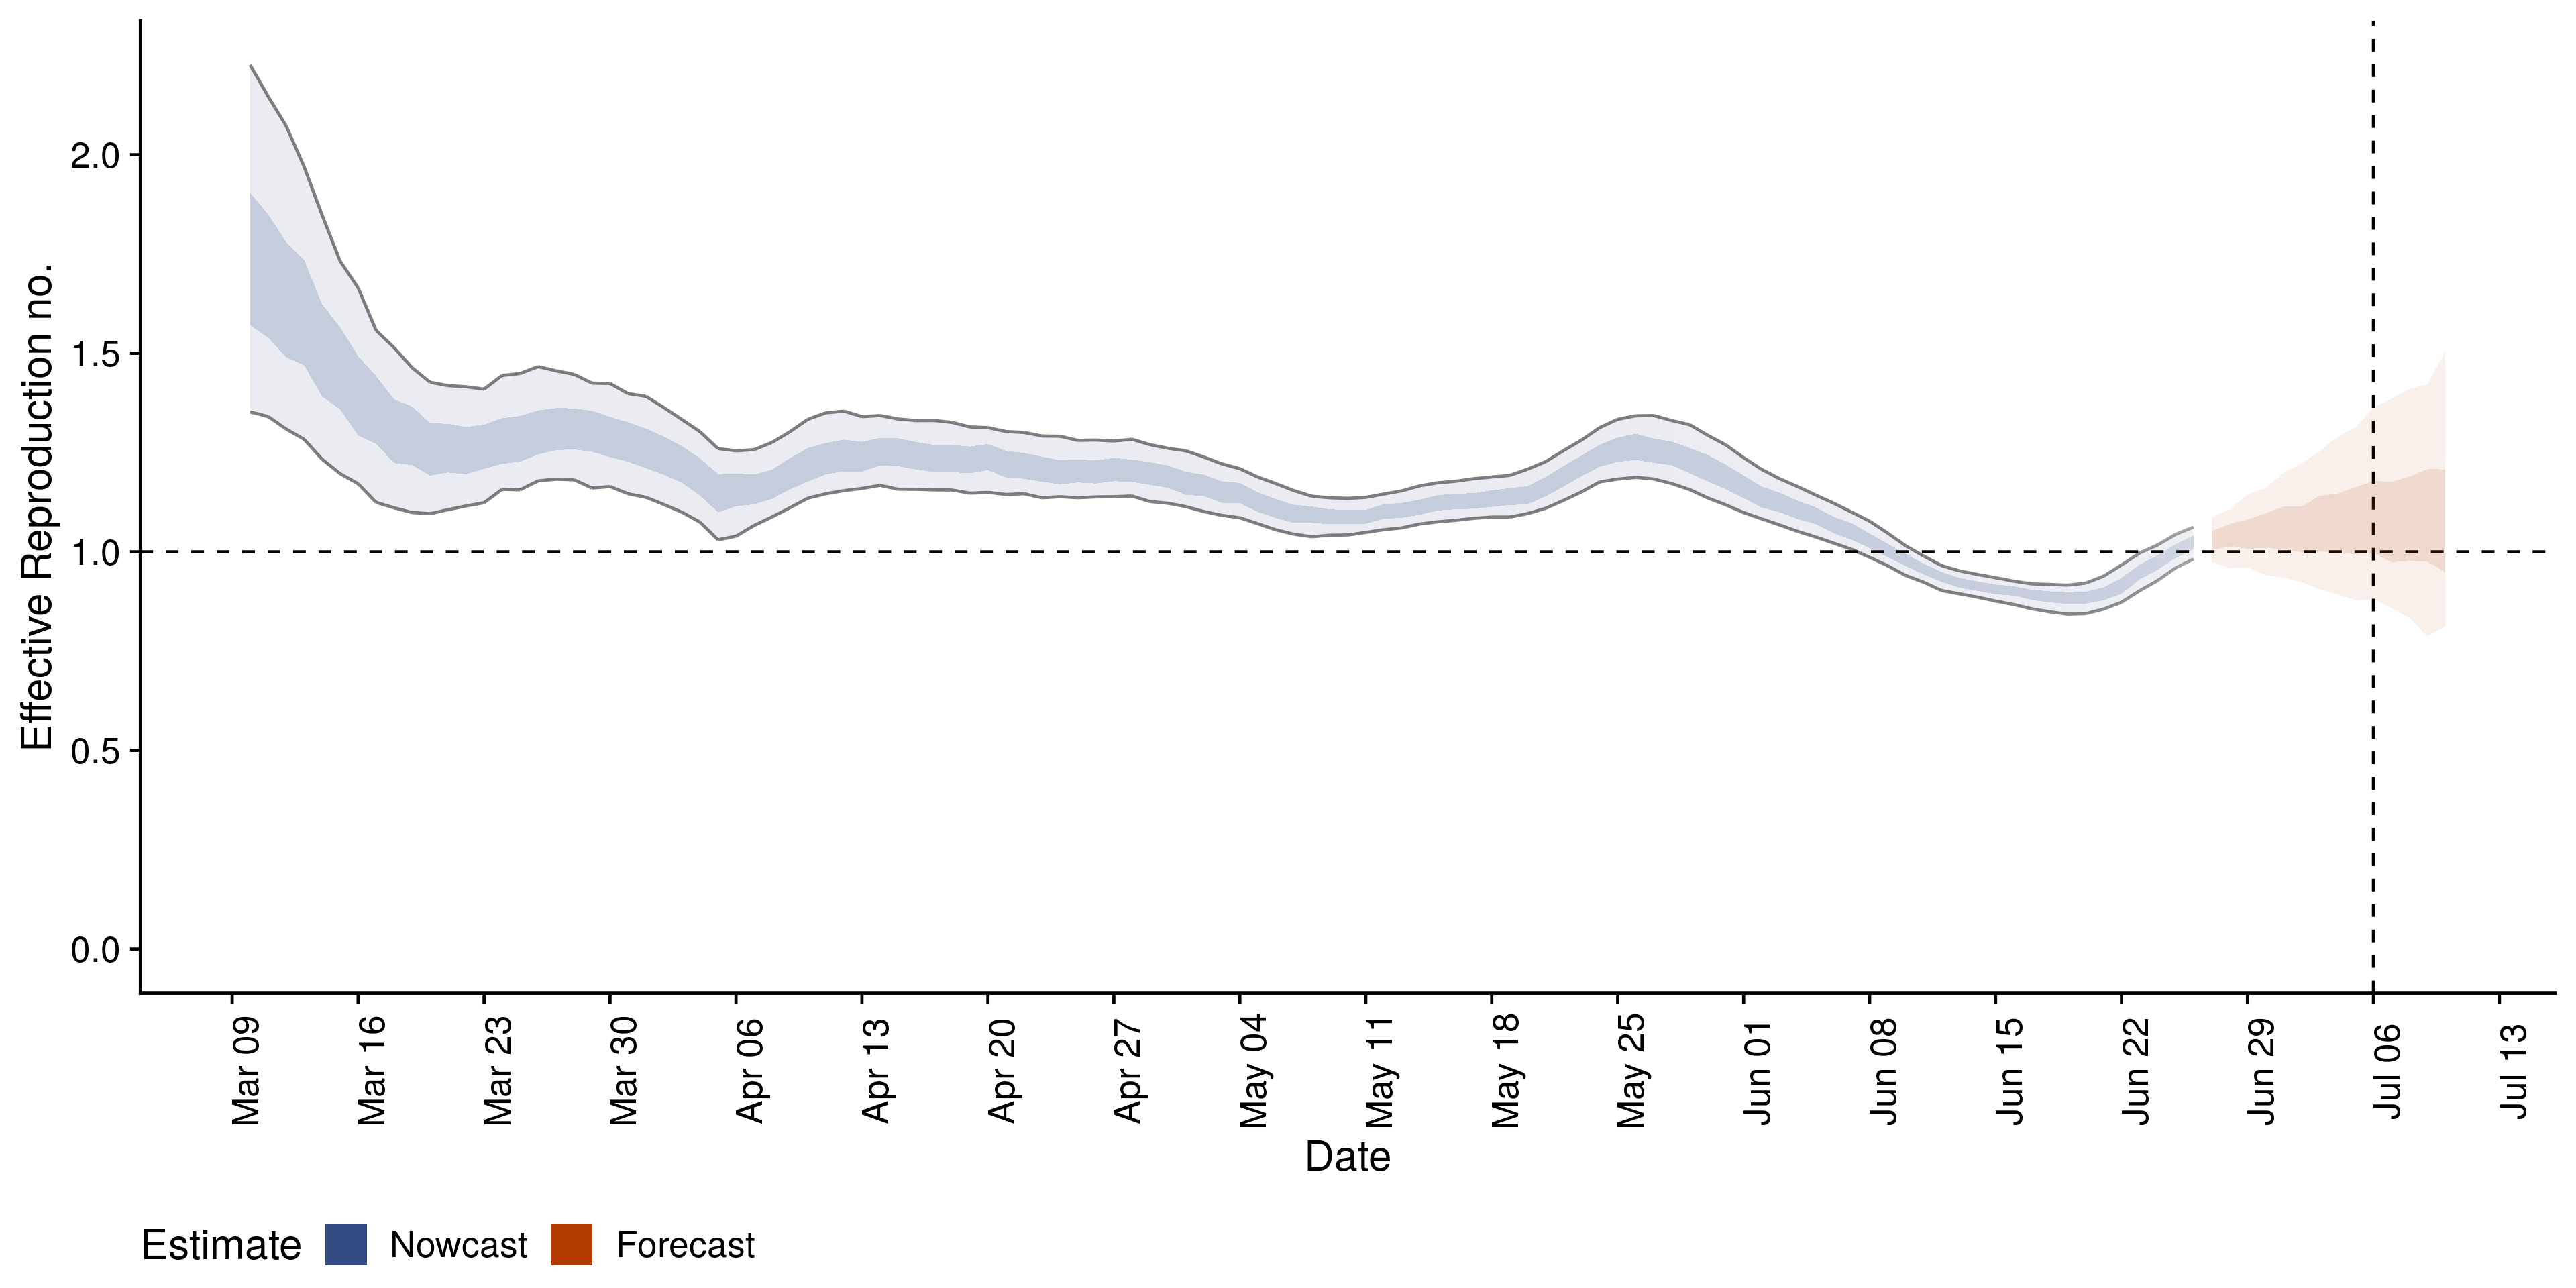 Effective Reproduction no.
2.0
1.5
1.0
0.5
0.0
Mar 09
Mar 16
Mar 23
Mar 30
Apr 06
Apr 13
Apr 20
Apr 27
May 04
May 11
May 18
May 25
Jun 01
Jun 08
Jun 15
Jun 22
Jun 29
Jul 06
Jul 13
Date
Estimate Nowcast Forecast